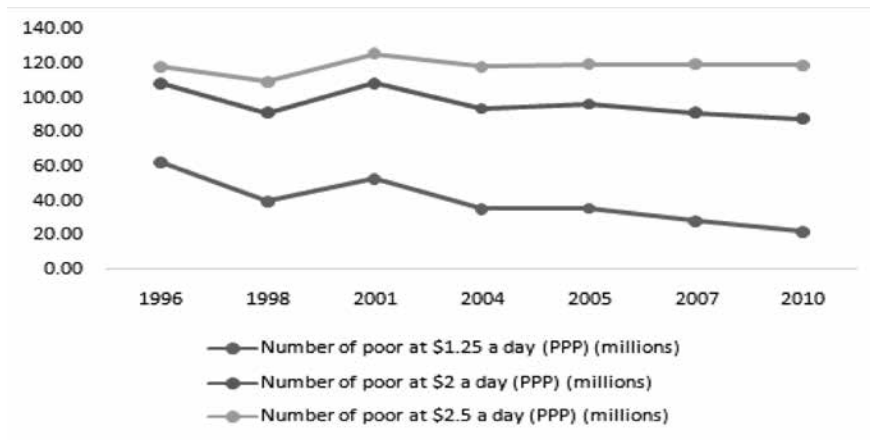 140.00
120.00
100.00
80.00
60.00
40.00
20.00
0.00
1996 1998 2001 2004 2005 2007 2010
Number of poor at $1.25 a day (PPP) (millions)
Number of poor at $2 a day (PPP) (millions)
Number of poor at $2.5 a day (PPP) (millions)